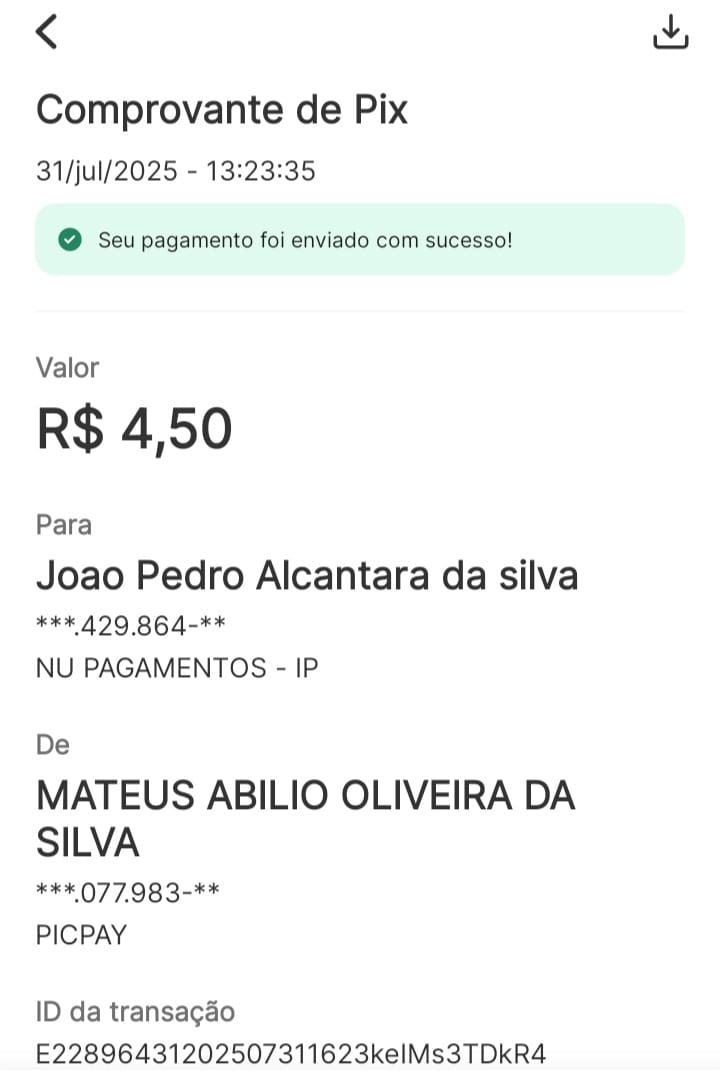 Comprovante de Pix
31/jul/2025 - 13:23:35
Seu pagamento foi enviado com sucesso!
Valor
R$ 4,50
Para
Joao Pedro Alcantara da silva
***.429.864-**
NU PAGAMENTOS - IP
De
MATEUS ABILIO OLIVEIRA DA
SILVA
***.077.983-**
PICPAY
ID da transação
E22896431202507311623kelMs3TDkR4